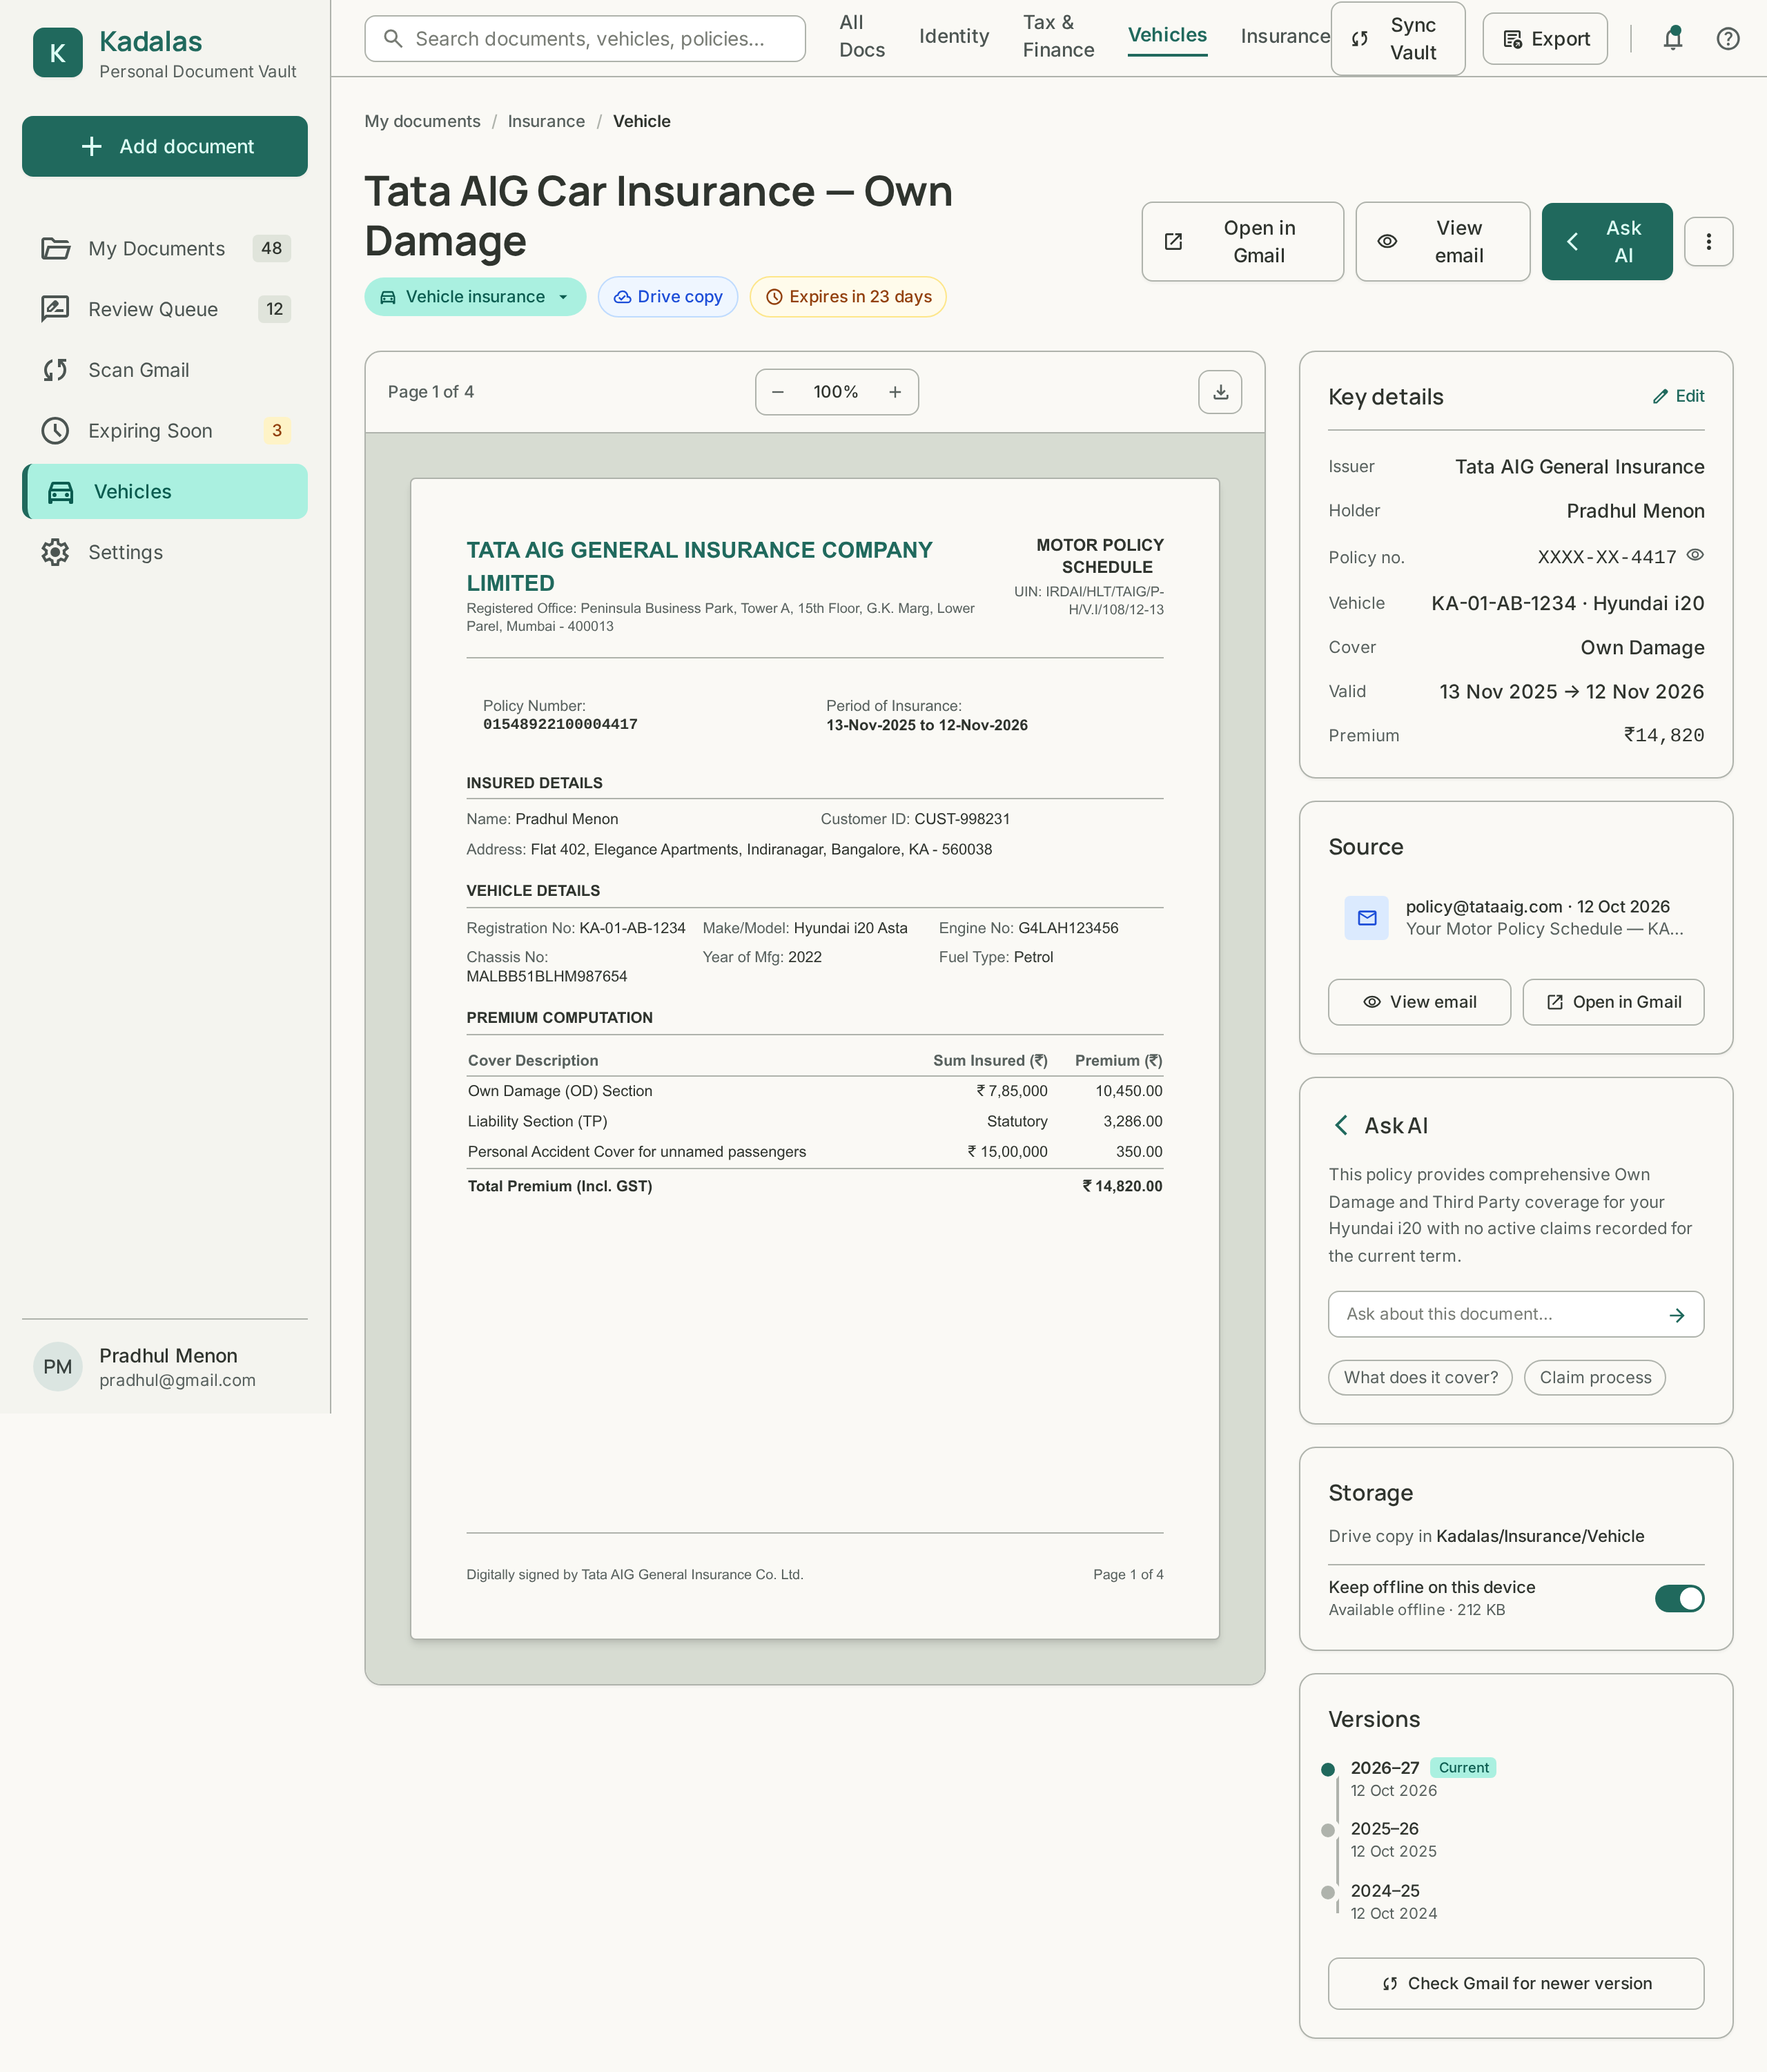 K
Kadalas
Personal Document Vault
Add document
My Documents 48
Review Queue 12
Scan Gmail
Expiring Soon 3
Vehicles
Settings
PM
Pradhul Menon
pradhul@gmail.com
Search documents, vehicles, policies...
All
Docs
Identity
Tax &
Finance
Vehicles
Insurance
Sync
Vault
Export
My documents / Insurance / Vehicle
Tata AIG Car Insurance — Own
Damage
Vehicle insurance
Drive copy
Expires in 23 days
Open in
Gmail
View
email
Ask
AI
Page 1 of 4
− 100% +
TATA AIG GENERAL INSURANCE COMPANY
LIMITED
Registered Office: Peninsula Business Park, Tower A, 15th Floor, G.K. Marg, Lower
Parel, Mumbai - 400013
MOTOR POLICY
SCHEDULE
UIN: IRDAI/HLT/TAIG/P-
H/V.I/108/12-13
Policy Number:
01548922100004417
Period of Insurance:
13-Nov-2025 to 12-Nov-2026
INSURED DETAILS
Name: Pradhul Menon
Customer ID: CUST-998231
Address: Flat 402, Elegance Apartments, Indiranagar, Bangalore, KA - 560038
VEHICLE DETAILS
Registration No: KA-01-AB-1234
Make/Model: Hyundai i20 Asta
Engine No: G4LAH123456
Chassis No:
MALBB51BLHM987654
Year of Mfg: 2022
Fuel Type: Petrol
PREMIUM COMPUTATION
Cover Description Sum Insured (₹) Premium (₹)
Own Damage (OD) Section ₹ 7,85,000 10,450.00
Liability Section (TP) Statutory 3,286.00
Personal Accident Cover for unnamed passengers ₹ 15,00,000 350.00
Total Premium (Incl. GST) ₹ 14,820.00
Digitally signed by Tata AIG General Insurance Co. Ltd.
Page 1 of 4
Key details
Edit
Issuer Tata AIG General Insurance
Holder Pradhul Menon
Policy no. XXXX-XX-4417
Vehicle KA-01-AB-1234 · Hyundai i20
Cover Own Damage
Valid 13 Nov 2025 → 12 Nov 2026
Premium ₹14,820
Source
policy@tataaig.com · 12 Oct 2026
Your Motor Policy Schedule — KA...
View email
Open in Gmail
Ask AI
This policy provides comprehensive Own
Damage and Third Party coverage for your
Hyundai i20 with no active claims recorded for
the current term.
Ask about this document...
What does it cover?
Claim process
Storage
Drive copy in Kadalas/Insurance/Vehicle
Keep offline on this device
Available offline · 212 KB
Versions
2026–27 Current
12 Oct 2026
2025–26
12 Oct 2025
2024–25
12 Oct 2024
Check Gmail for newer version